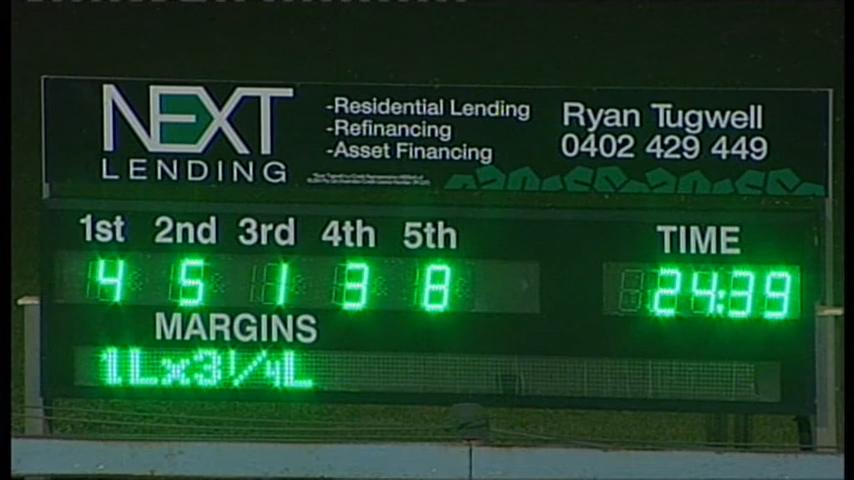 NEXT
LENDING
-Residential Lending
-Refinancing
-Asset Financing
Ryan Tugwell
0402 429 449
1st 2nd 3rd 4th 5th TIME
4 5 1 3 8 24:39
MARGINS
1Lx3¼L